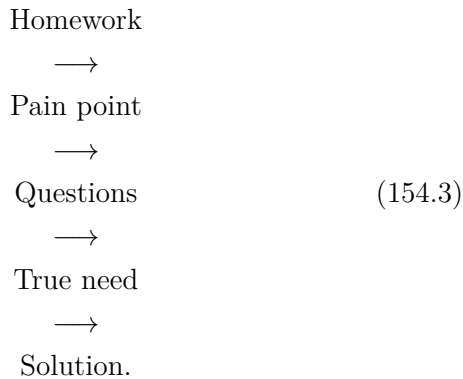 Homework
⟶
Pain point
⟶
Questions (154.3)
⟶
True need
⟶
Solution.